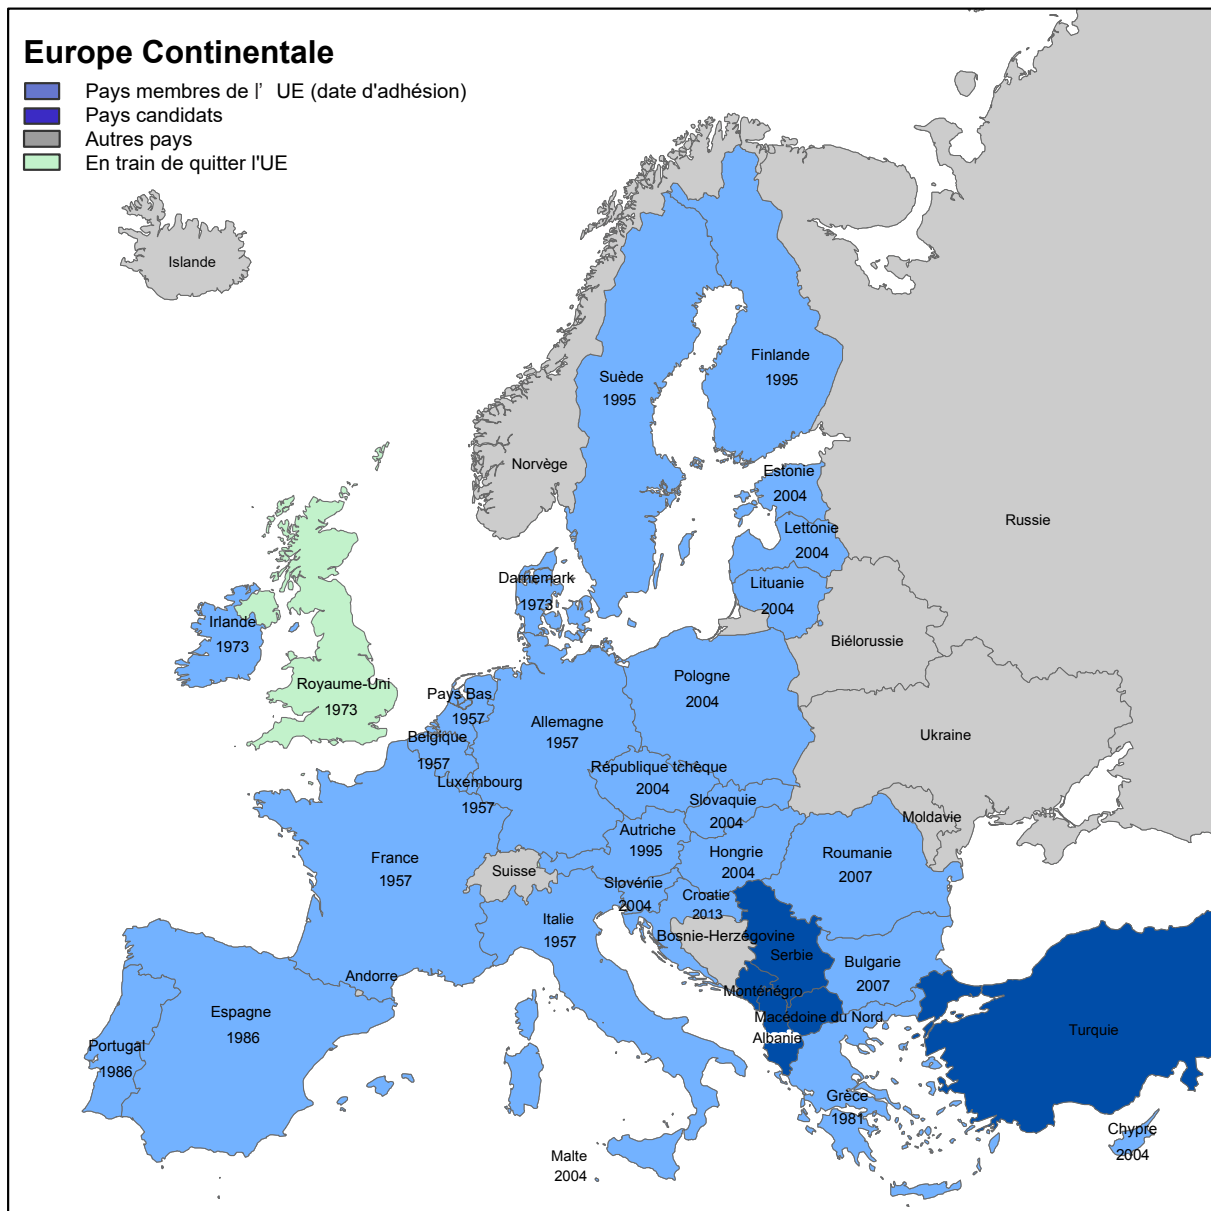 Europe Continentale
Pays membres de l’ UE (date d'adhésion)
Pays candidats
Autres pays
En train de quitter l'UE
Islande
Finlande
1995
Suède
1995
Norvège
Estonie
2004
Russie
Lettonie
2004
Danemark
1973
Lituanie
2004
Irlande
1973
Biélorussie
Royaume-Uni
1973
Pologne
2004
Pays Bas
1957
Allemagne
1957
Belgique
1957
Ukraine
République tchèque
2004
Luxembourg
1957
Slovaquie
2004
Moldavie
Autriche
1995
Hongrie
2004
Roumanie
2007
France
1957
Suisse
Slovénie
2004
Croatie
2013
Italie
1957
Bosnie-Herzégovine
Serbie
Bulgarie
2007
Andorre
Monténégro
Macédoine du Nord
Albanie
Turquie
Espagne
1986
Portugal
1986
Grèce
1981
Chypre
2004
Malte
2004